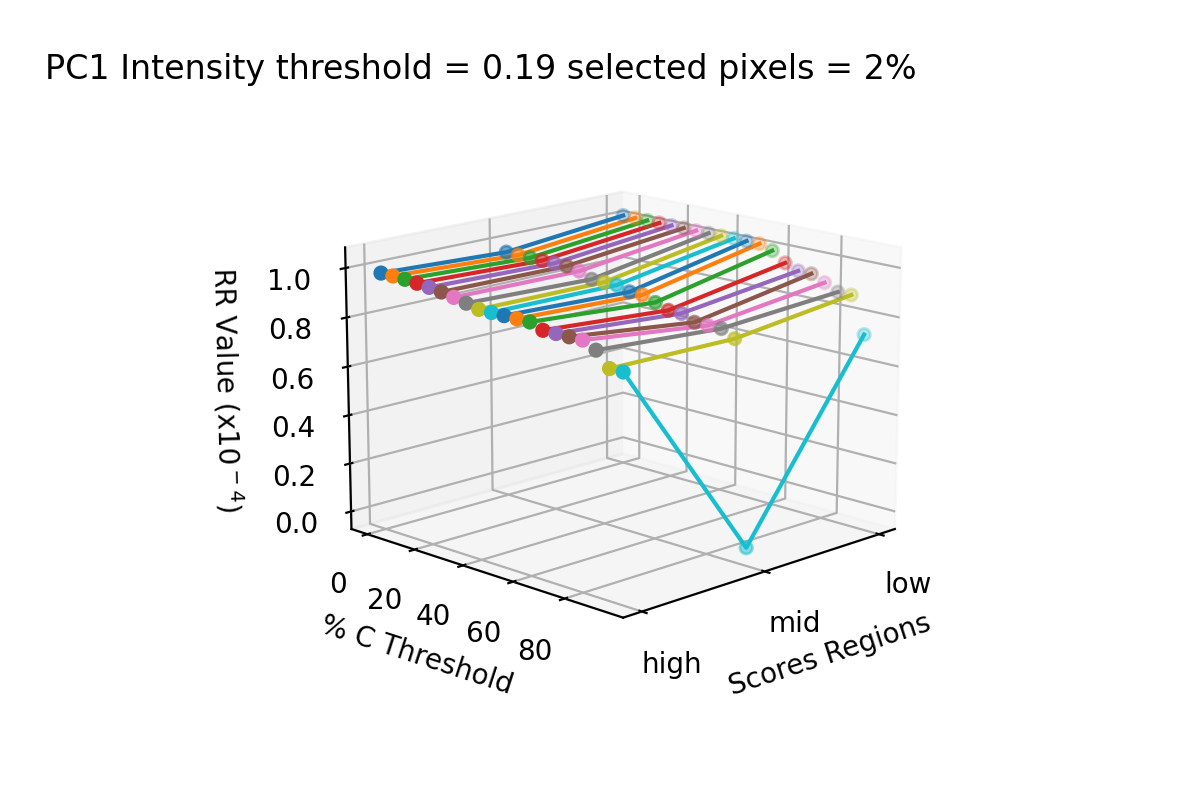 PC1 Intensity threshold = 0.19 selected pixels = 2%
RR Value (x10⁻⁴)
1.0
0.8
0.6
0.4
0.2
0.0
0
20
40
60
80
% C Threshold
high
mid
low
Scores Regions